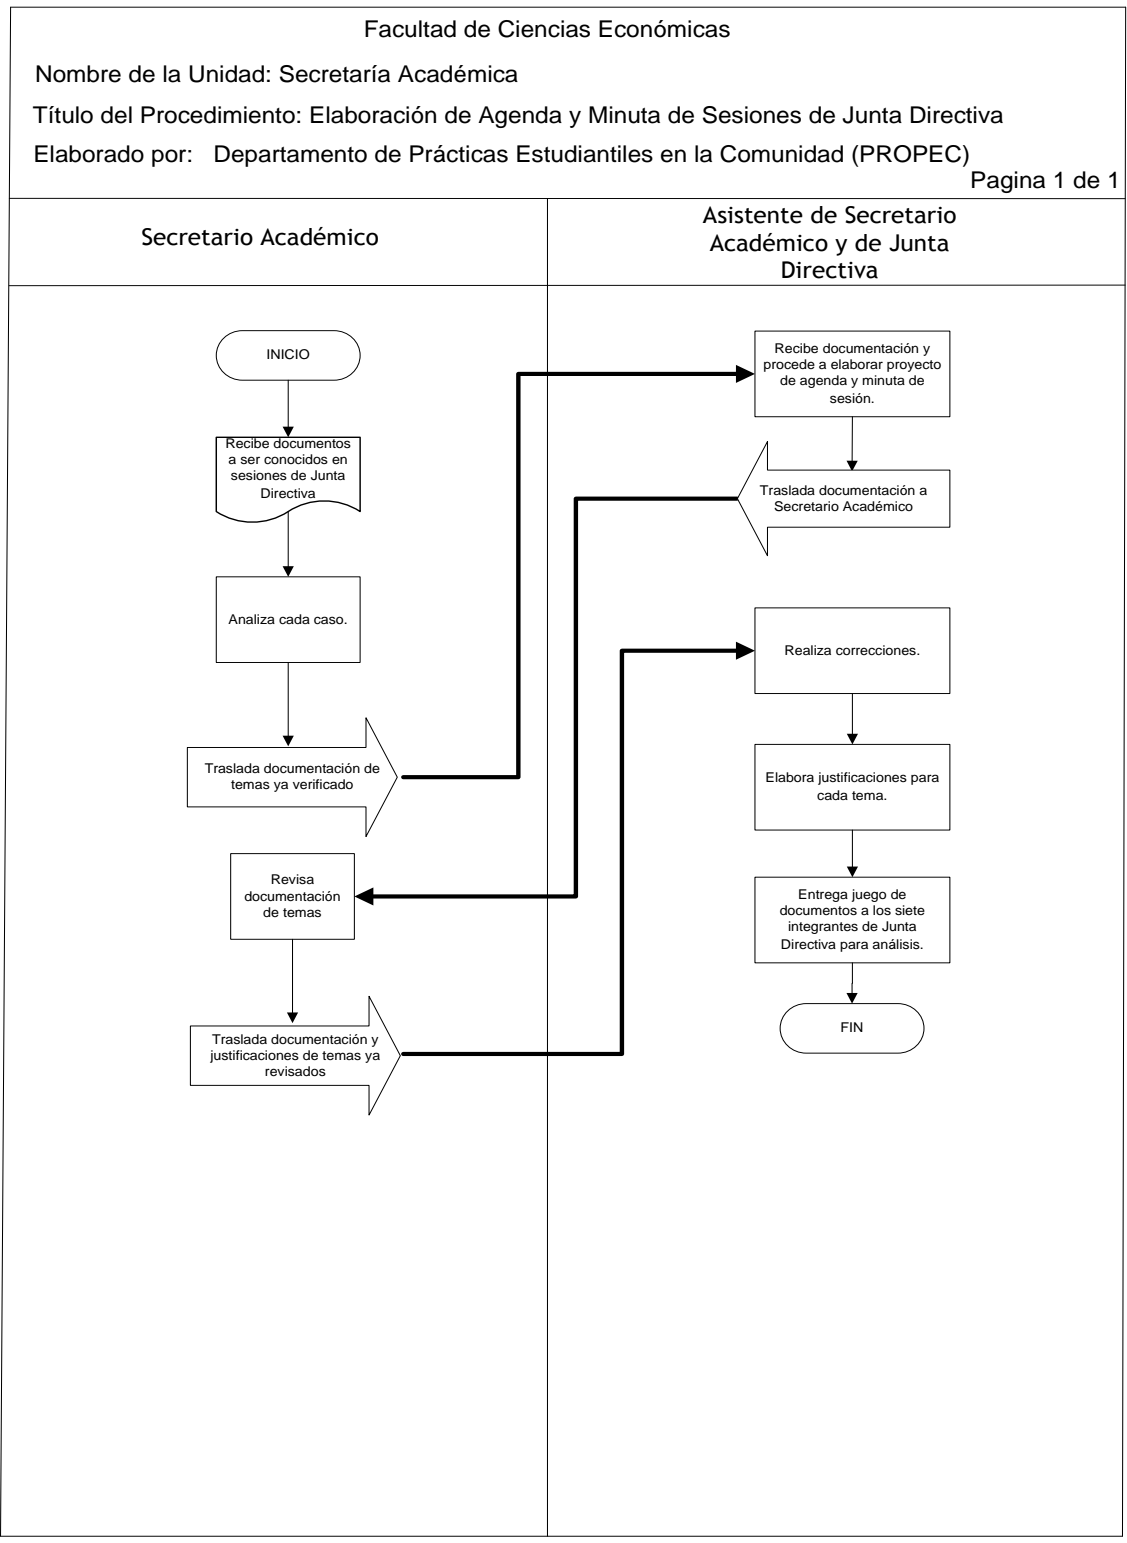 Facultad de Ciencias Económicas
Nombre de la Unidad: Secretaría Académica
Título del Procedimiento: Elaboración de Agenda y Minuta de Sesiones de Junta Directiva
Elaborado por: Departamento de Prácticas Estudiantiles en la Comunidad (PROPEC)
Pagina 1 de 1
Secretario Académico
Asistente de Secretario
Académico y de Junta
Directiva
INICIO
Recibe documentos
a ser conocidos en
sesiones de Junta
Directiva
Analiza cada caso.
Traslada documentación de
temas ya verificado
Recibe documentación y
procede a elaborar proyecto
de agenda y minuta de
sesión.
Traslada documentación a
Secretario Académico
Revisa
documentación
de temas
Traslada documentación y
justificaciones de temas ya
revisados
Realiza correcciones.
Elabora justificaciones para
cada tema.
Entrega juego de
documentos a los siete
integrantes de Junta
Directiva para análisis.
FIN